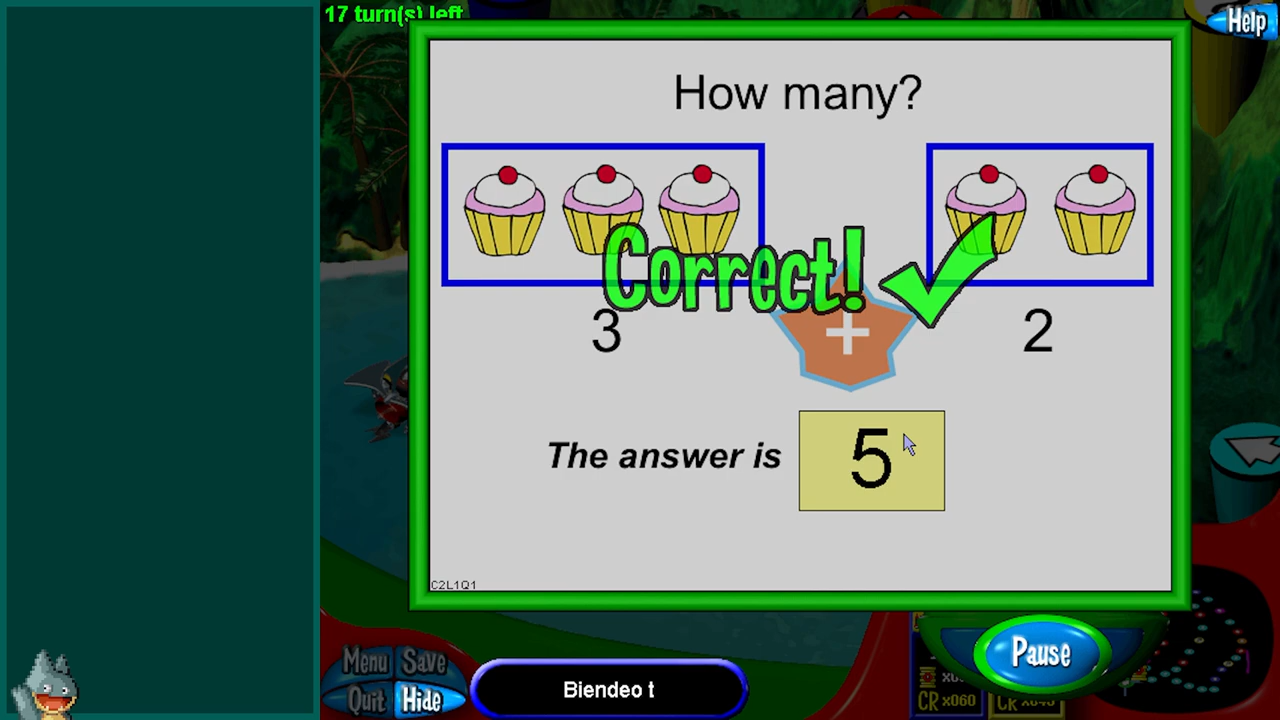 17 turn(s) left
Help
How many?
Correct!
3 + 2
The answer is 5
C2L1Q1
Menu Save
Quit Hide
Biendeo t
Pause
CR x060